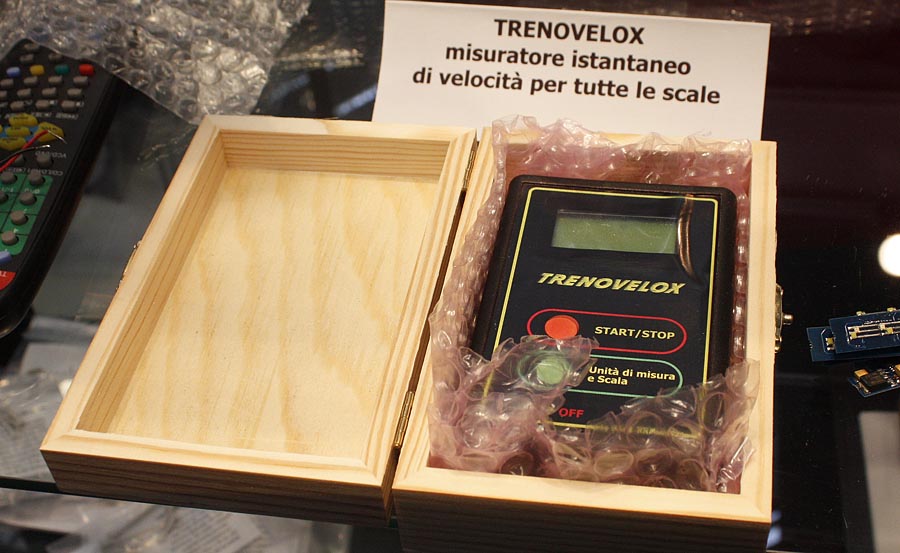 TRENOVELOX
misuratore istantaneo
di velocità per tutte le scale
TRENOVELOX
START/STOP
Unità di misura
e Scala
OFF